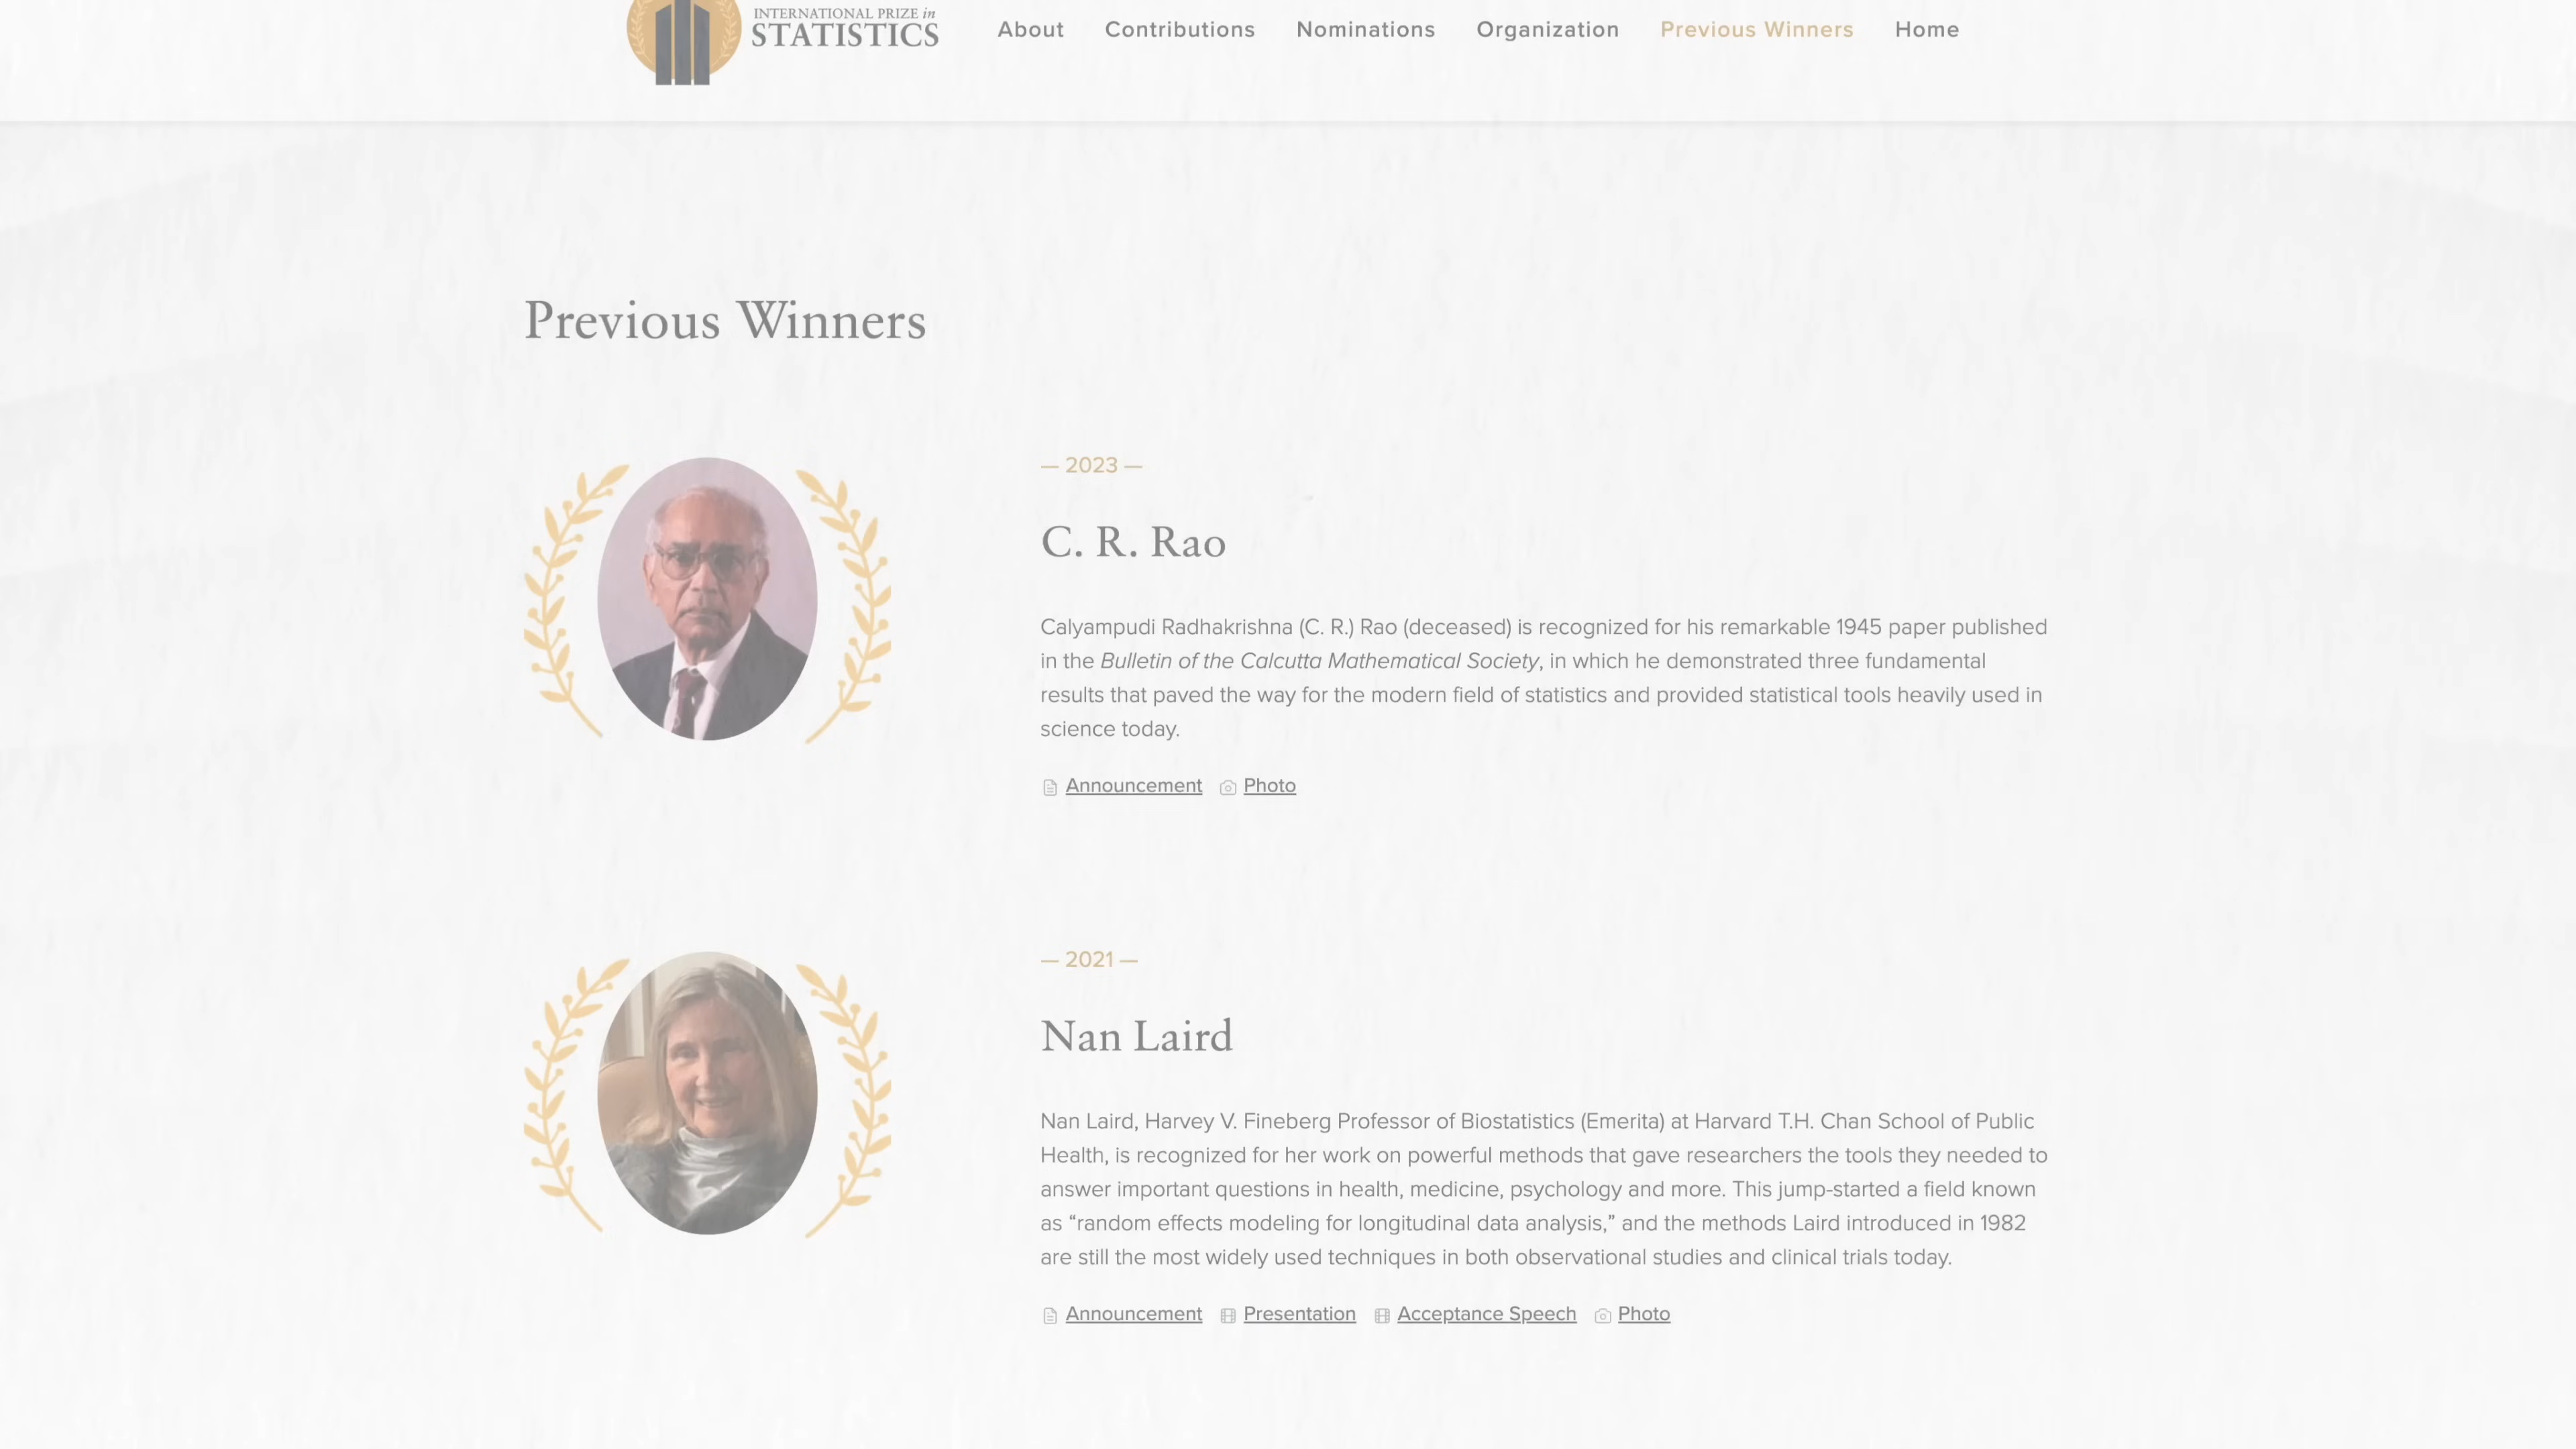 INTERNATIONAL PRIZE in
STATISTICS
About Contributions Nominations Organization Previous Winners Home
Previous Winners
— 2023 —
C. R. Rao
Calyampudi Radhakrishna (C. R.) Rao (deceased) is recognized for his remarkable 1945 paper published
in the Bulletin of the Calcutta Mathematical Society, in which he demonstrated three fundamental
results that paved the way for the modern field of statistics and provided statistical tools heavily used in
science today.
Announcement Photo
— 2021 —
Nan Laird
Nan Laird, Harvey V. Fineberg Professor of Biostatistics (Emerita) at Harvard T.H. Chan School of Public
Health, is recognized for her work on powerful methods that gave researchers the tools they needed to
answer important questions in health, medicine, psychology and more. This jump-started a field known
as “random effects modeling for longitudinal data analysis,” and the methods Laird introduced in 1982
are still the most widely used techniques in both observational studies and clinical trials today.
Announcement Presentation Acceptance Speech Photo